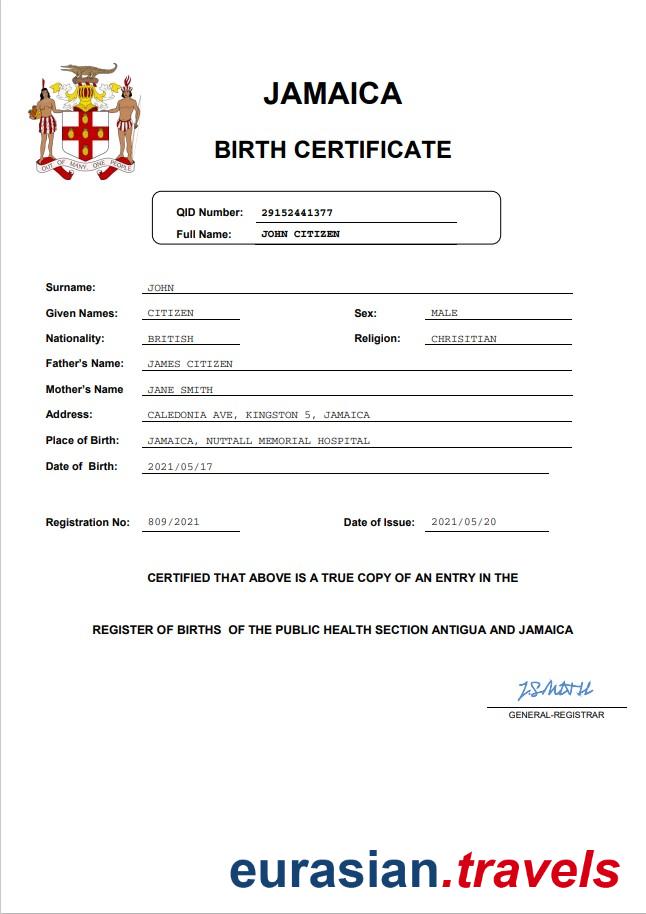 JAMAICA
BIRTH CERTIFICATE
OUT OF MANY ONE PEOPLE
QID Number: 29152441377
Full Name: JOHN CITIZEN
Surname: JOHN
Given Names: CITIZEN Sex: MALE
Nationality: BRITISH Religion: CHRISITIAN
Father's Name: JAMES CITIZEN
Mother's Name JANE SMITH
Address: CALEDONIA AVE, KINGSTON 5, JAMAICA
Place of Birth: JAMAICA, NUTTALL MEMORIAL HOSPITAL
Date of Birth: 2021/05/17
Registration No: 809/2021 Date of Issue: 2021/05/20
CERTIFIED THAT ABOVE IS A TRUE COPY OF AN ENTRY IN THE
REGISTER OF BIRTHS OF THE PUBLIC HEALTH SECTION ANTIGUA AND JAMAICA
J.SMITH
GENERAL-REGISTRAR
eurasian.travels